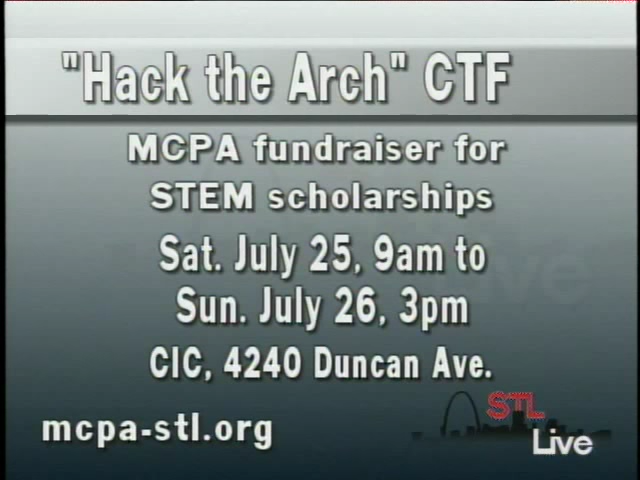 "Hack the Arch" CTF
MCPA fundraiser for
STEM scholarships
Sat. July 25, 9am to
Sun. July 26, 3pm
CIC, 4240 Duncan Ave.
mcpa-stl.org
STL
Live
Live